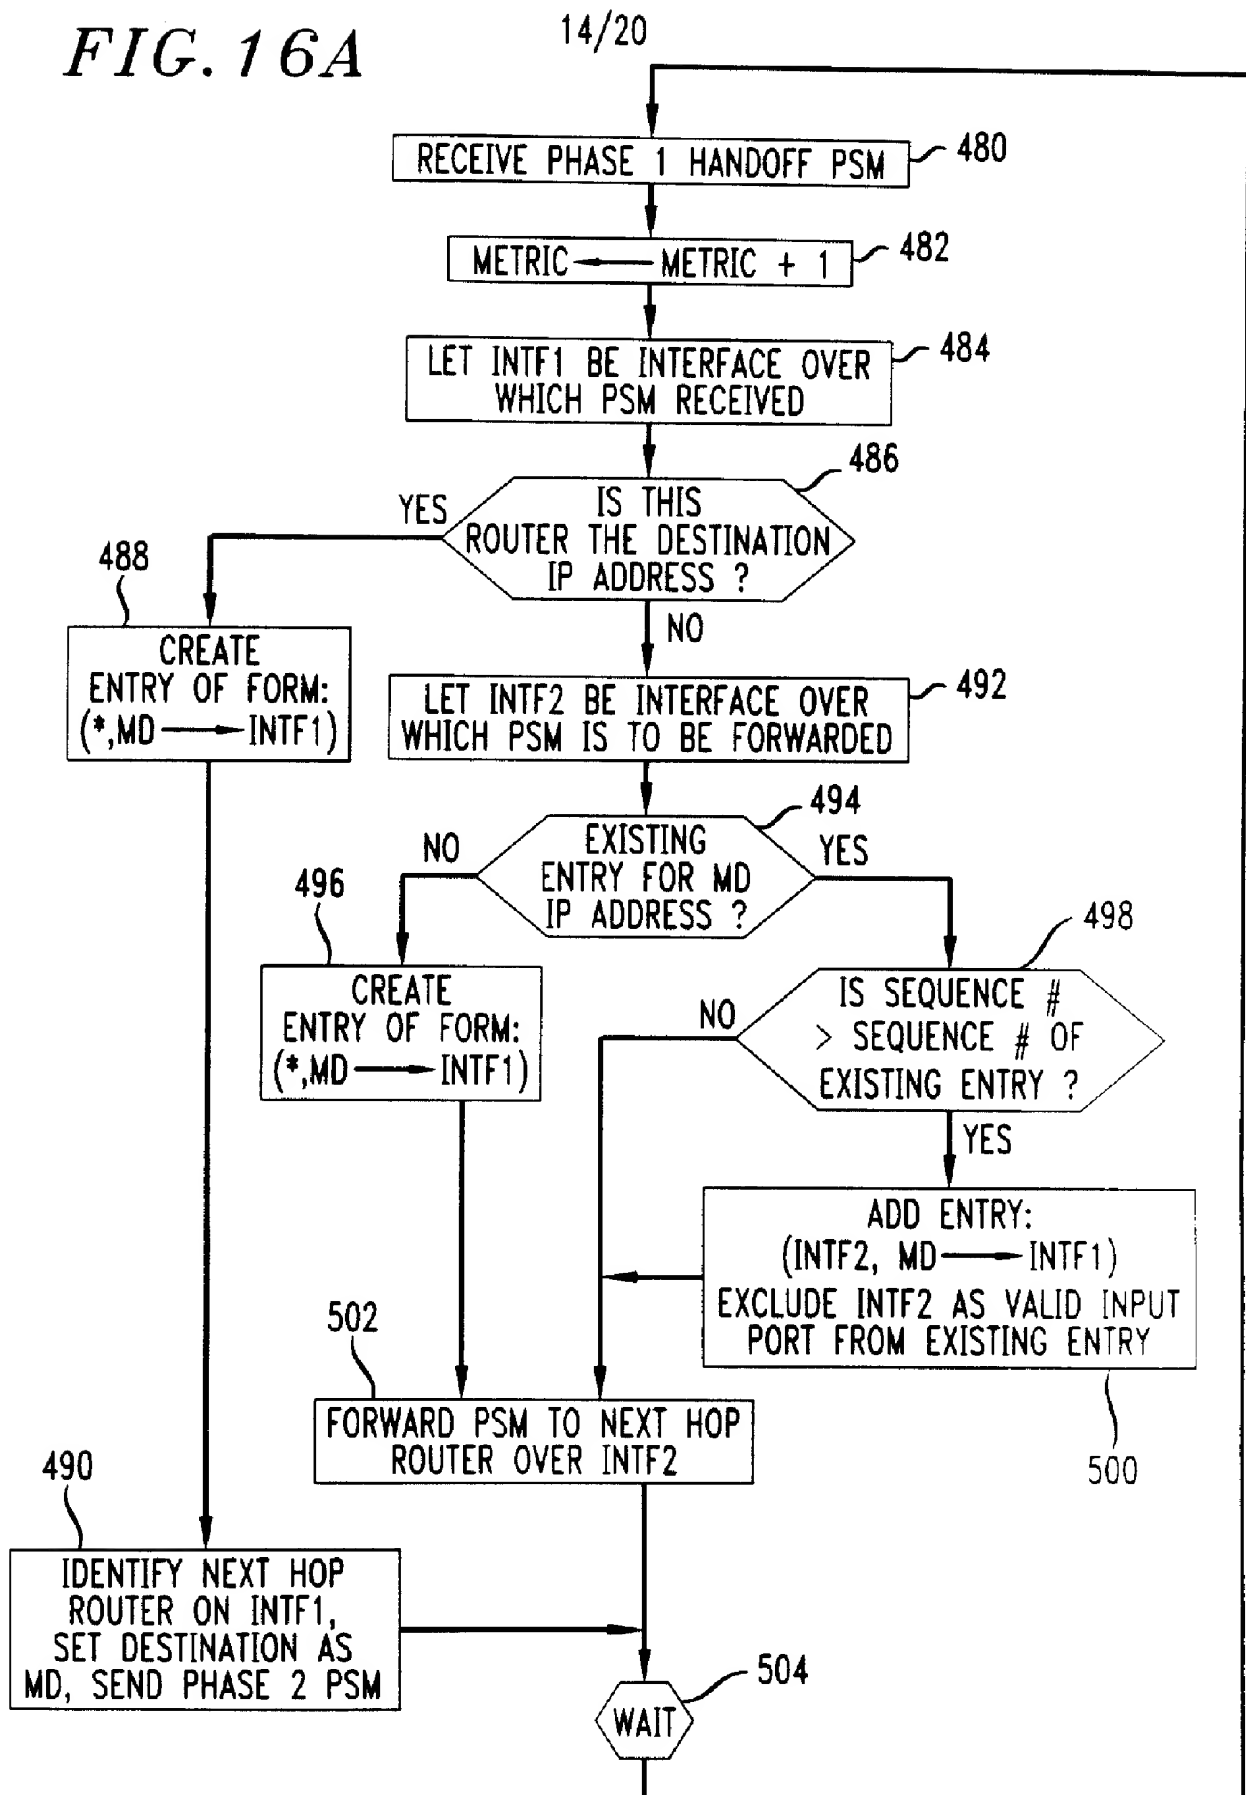 FIG. 16A
14/20
RECEIVE PHASE 1 HANDOFF PSM
480
METRIC ← METRIC + 1
482
LET INTF1 BE INTERFACE OVER
WHICH PSM RECEIVED
484
486
IS THIS
ROUTER THE DESTINATION
IP ADDRESS ?
YES
NO
488
CREATE
ENTRY OF FORM:
(*,MD → INTF1)
LET INTF2 BE INTERFACE OVER
WHICH PSM IS TO BE FORWARDED
492
494
EXISTING
ENTRY FOR MD
IP ADDRESS ?
NO
YES
496
CREATE
ENTRY OF FORM:
(*,MD → INTF1)
498
IS SEQUENCE #
> SEQUENCE # OF
EXISTING ENTRY ?
NO
YES
ADD ENTRY:
(INTF2, MD → INTF1)
EXCLUDE INTF2 AS VALID INPUT
PORT FROM EXISTING ENTRY
500
502
FORWARD PSM TO NEXT HOP
ROUTER OVER INTF2
490
IDENTIFY NEXT HOP
ROUTER ON INTF1,
SET DESTINATION AS
MD, SEND PHASE 2 PSM
504
WAIT